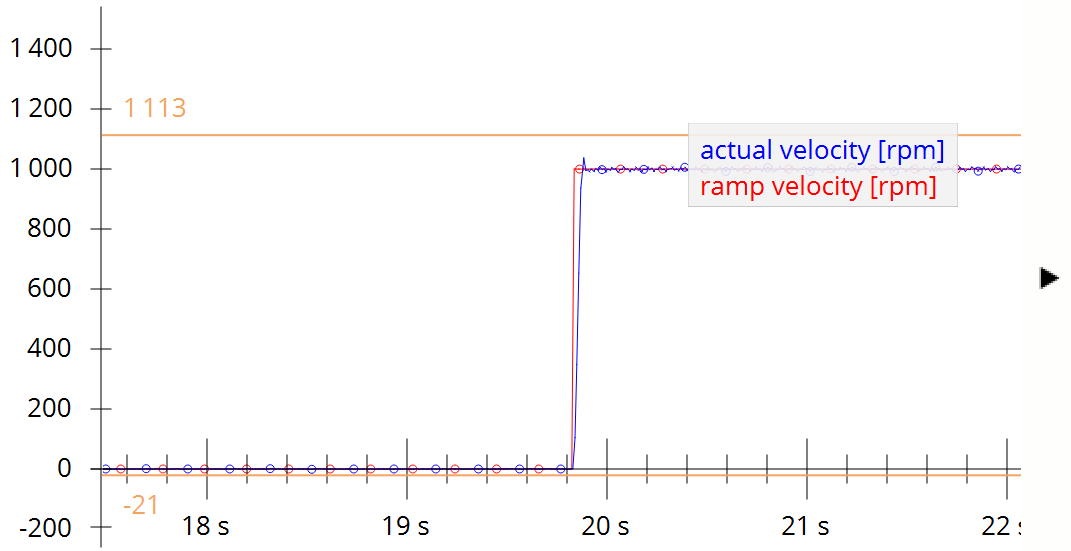 1 400
1 200
1 113
actual velocity [rpm]
1 000
ramp velocity [rpm]
800
600
400
200
0
-21
-200
18 s
19 s
20 s
21 s
22 s